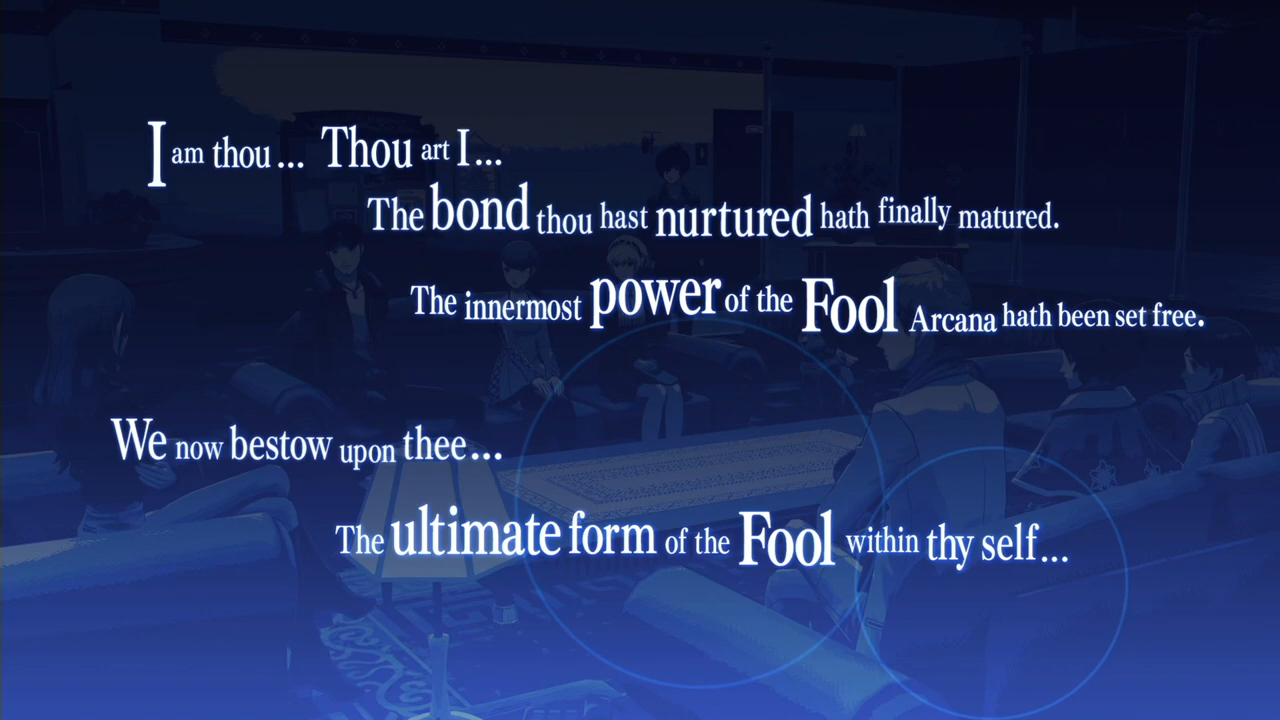 I am thou... Thou art I...
The bond thou hast nurtured hath finally matured.
The innermost power of the Fool Arcana hath been set free.
We now bestow upon thee...
The ultimate form of the Fool within thy self...